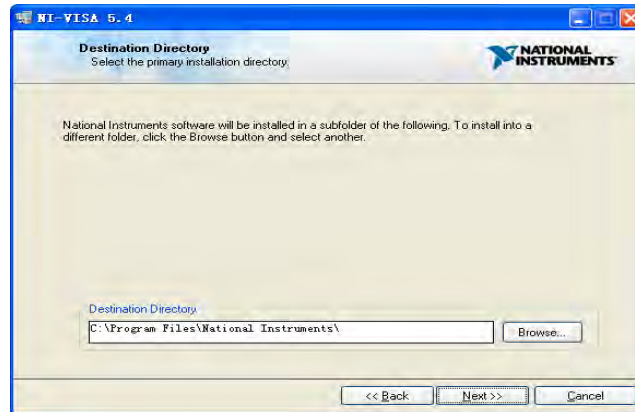 NI-VISA 5.4
Destination Directory
Select the primary installation directory.
NATIONAL
INSTRUMENTS
National Instruments software will be installed in a subfolder of the following. To install into a
different folder, click the Browse button and select another.
Destination Directory
C:\Program Files\National Instruments\
Browse...
<< Back
Next >>
Cancel